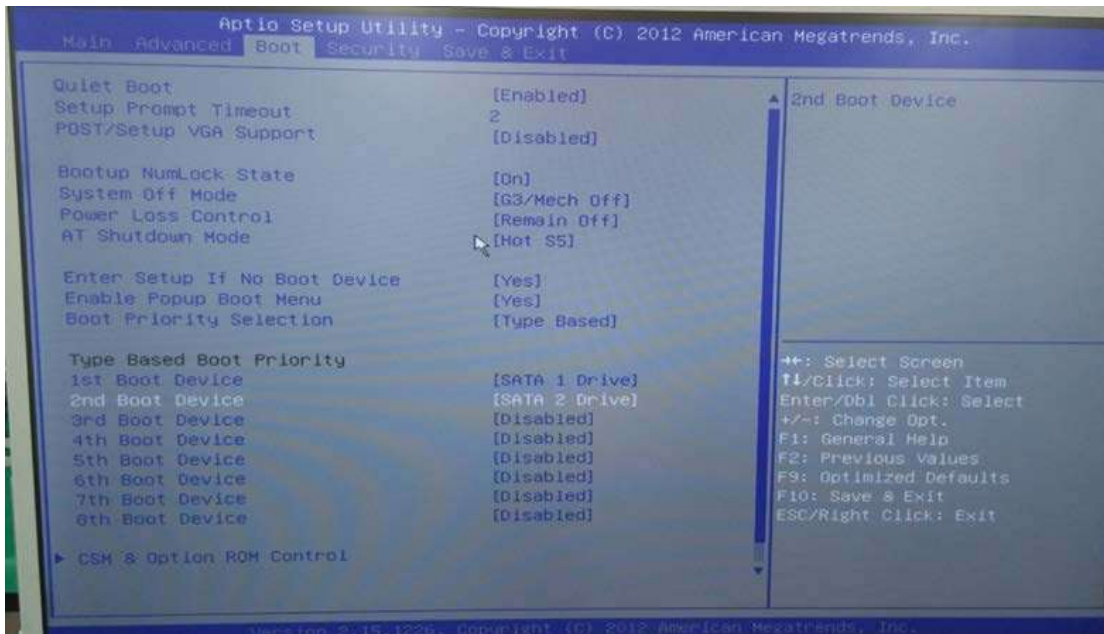 Aptio Setup Utility – Copyright (C) 2012 American Megatrends, Inc.
Main Advanced Boot Security Save & Exit
Quiet Boot [Enabled]
Setup Prompt Timeout 2
POST/Setup VGA Support [Disabled]
Bootup NumLock State [On]
System Off Mode [G3/Mech Off]
Power Loss Control [Remain Off]
AT Shutdown Mode [Hot S5]
Enter Setup If No Boot Device [Yes]
Enable Popup Boot Menu [Yes]
Boot Priority Selection [Type Based]
Type Based Boot Priority
1st Boot Device [SATA 1 Drive]
2nd Boot Device [SATA 2 Drive]
3rd Boot Device [Disabled]
4th Boot Device [Disabled]
5th Boot Device [Disabled]
6th Boot Device [Disabled]
7th Boot Device [Disabled]
8th Boot Device [Disabled]
► CSM & Option ROM Control
2nd Boot Device
→←: Select Screen
↑↓/Click: Select Item
Enter/Dbl Click: Select
+/-: Change Opt.
F1: General Help
F2: Previous Values
F9: Optimized Defaults
F10: Save & Exit
ESC/Right Click: Exit
Version 2.15.1226. Copyright (C) 2012 American Megatrends, Inc.